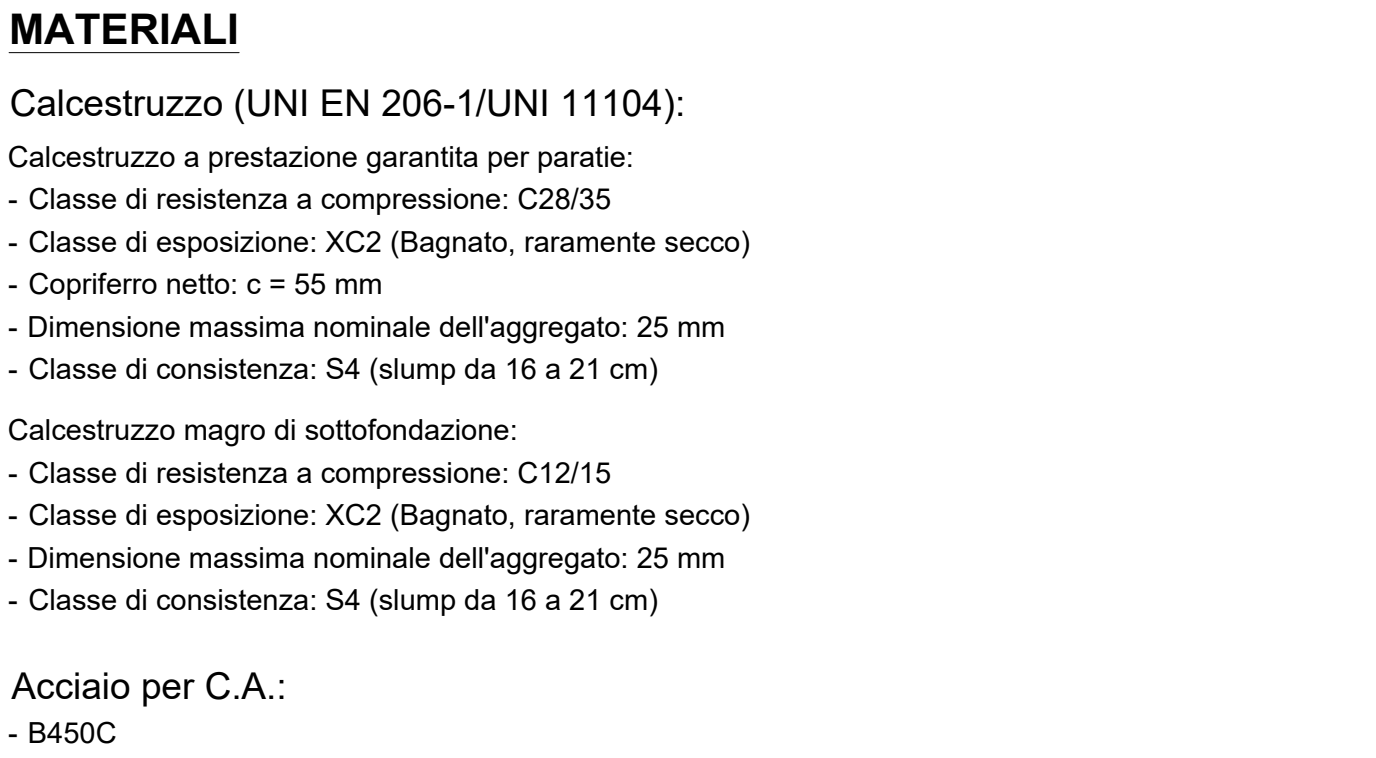 MATERIALI
Calcestruzzo (UNI EN 206-1/UNI 11104):
Calcestruzzo a prestazione garantita per paratie:
- Classe di resistenza a compressione: C28/35
- Classe di esposizione: XC2 (Bagnato, raramente secco)
- Copriferro netto: c = 55 mm
- Dimensione massima nominale dell'aggregato: 25 mm
- Classe di consistenza: S4 (slump da 16 a 21 cm)
Calcestruzzo magro di sottofondazione:
- Classe di resistenza a compressione: C12/15
- Classe di esposizione: XC2 (Bagnato, raramente secco)
- Dimensione massima nominale dell'aggregato: 25 mm
- Classe di consistenza: S4 (slump da 16 a 21 cm)
Acciaio per C.A.:
- B450C